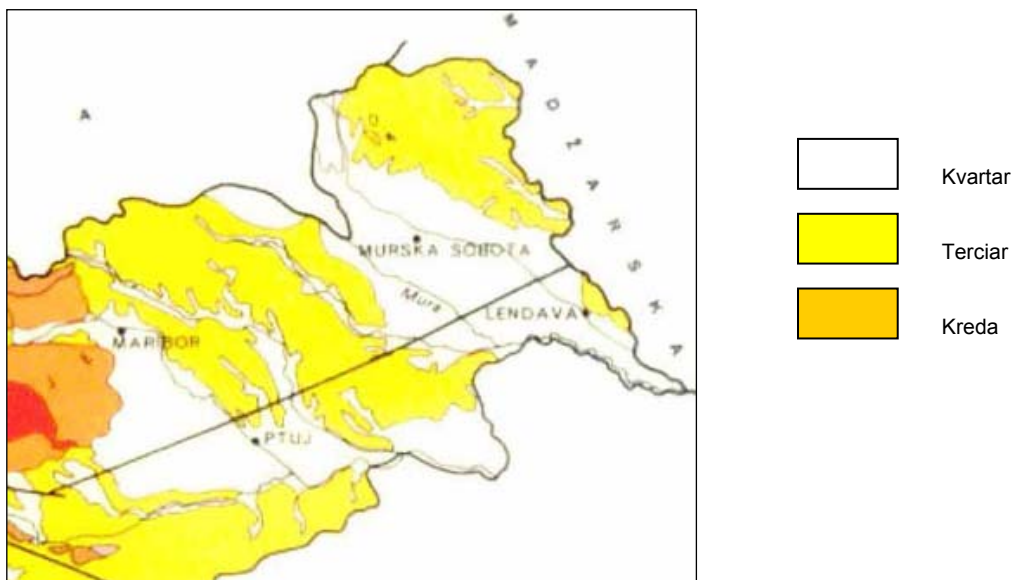 A
MADŽARSKA
MURSKA SOBOTA
Mura
LENDAVA
MARIBOR
PTUJ
Kvartar
Terciar
Kreda